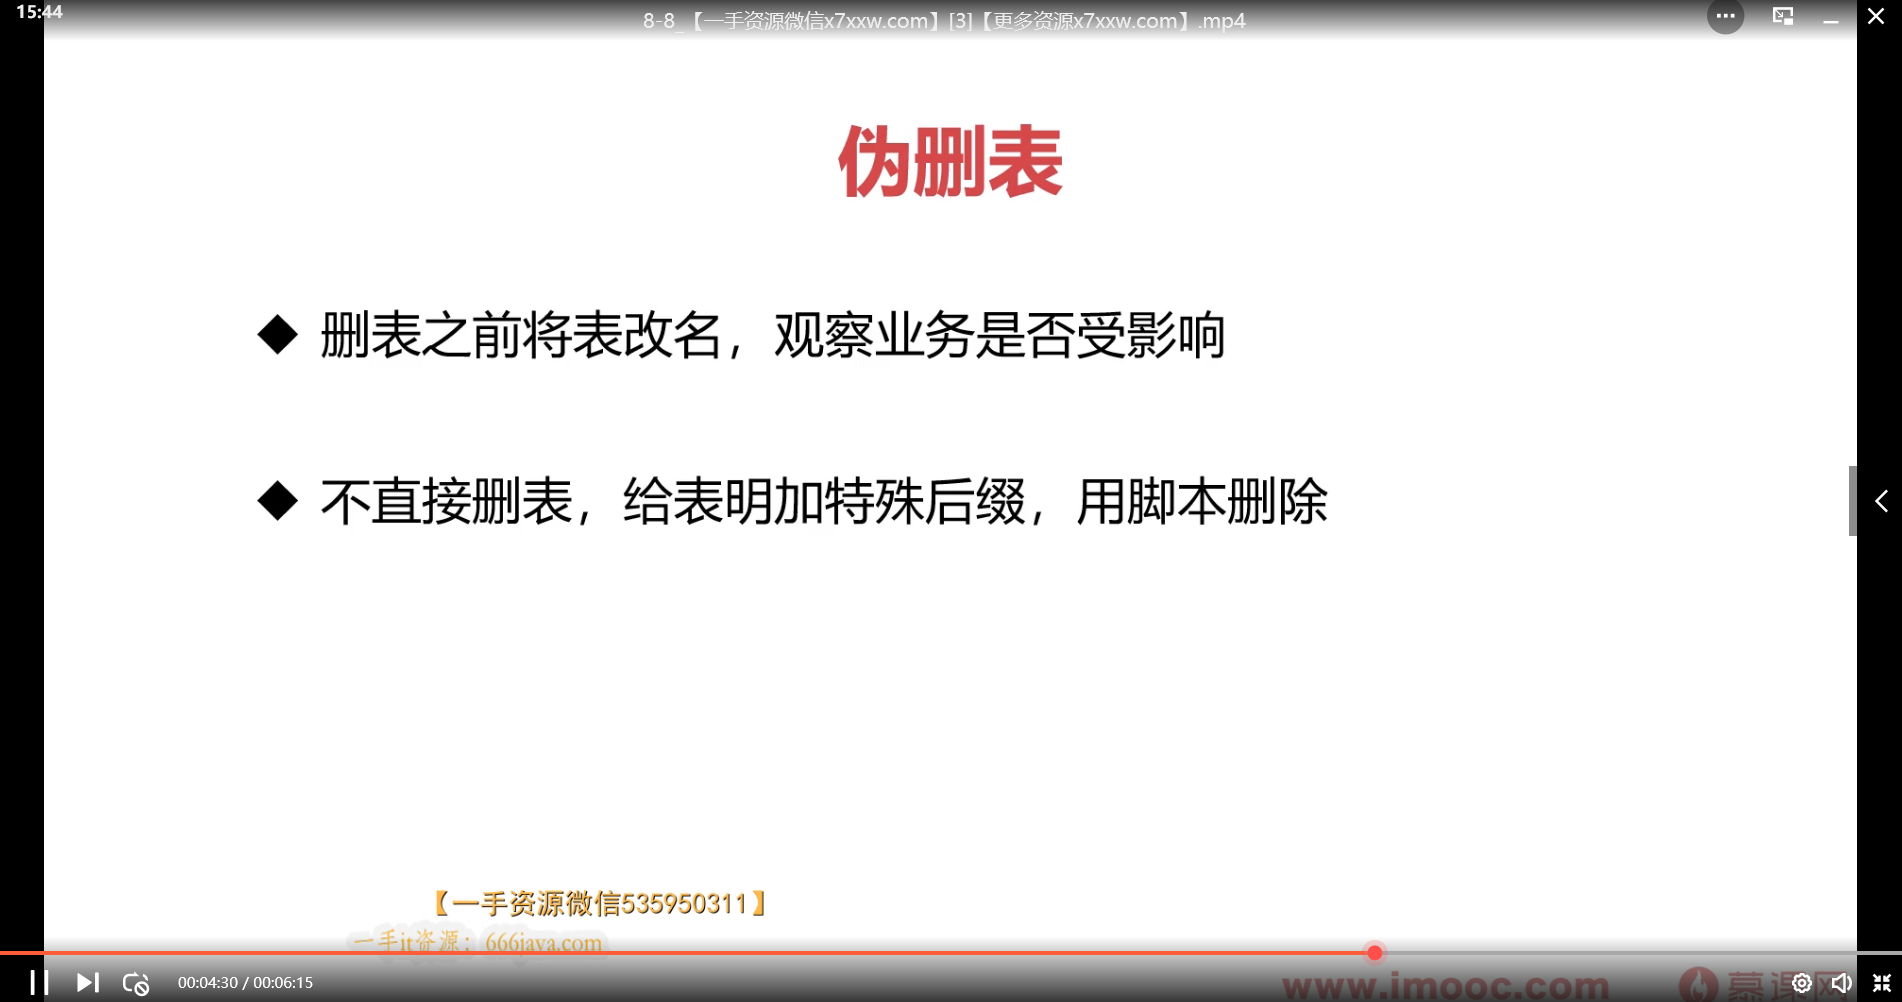 15:44
8-8_【一手资源微信x7xxw.com】[3]【更多资源x7xxw.com】.mp4
伪删表
◆ 删表之前将表改名，观察业务是否受影响
◆ 不直接删表，给表明加特殊后缀，用脚本删除
【一手资源微信535950311】
一手it资源：666java.com
00:04:30 / 00:06:15
www.imooc.com 慕课网